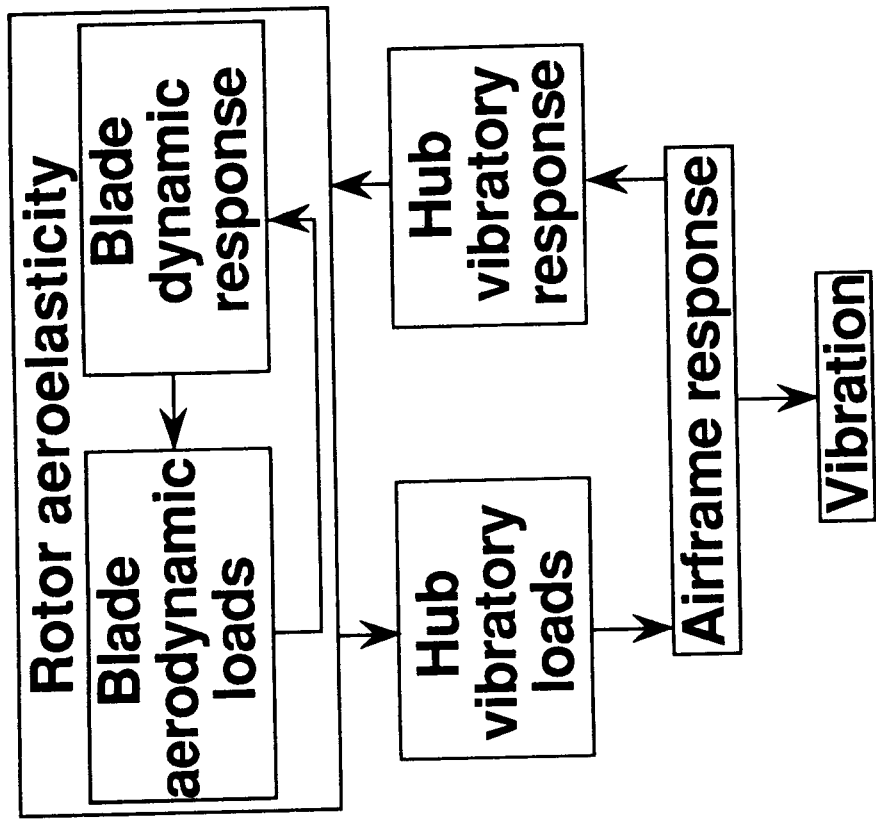 Rotor aeroelasticity
Blade
aerodynamic
loads
Blade
dynamic
response
Hub
vibratory
loads
Hub
vibratory
response
Airframe response
Vibration